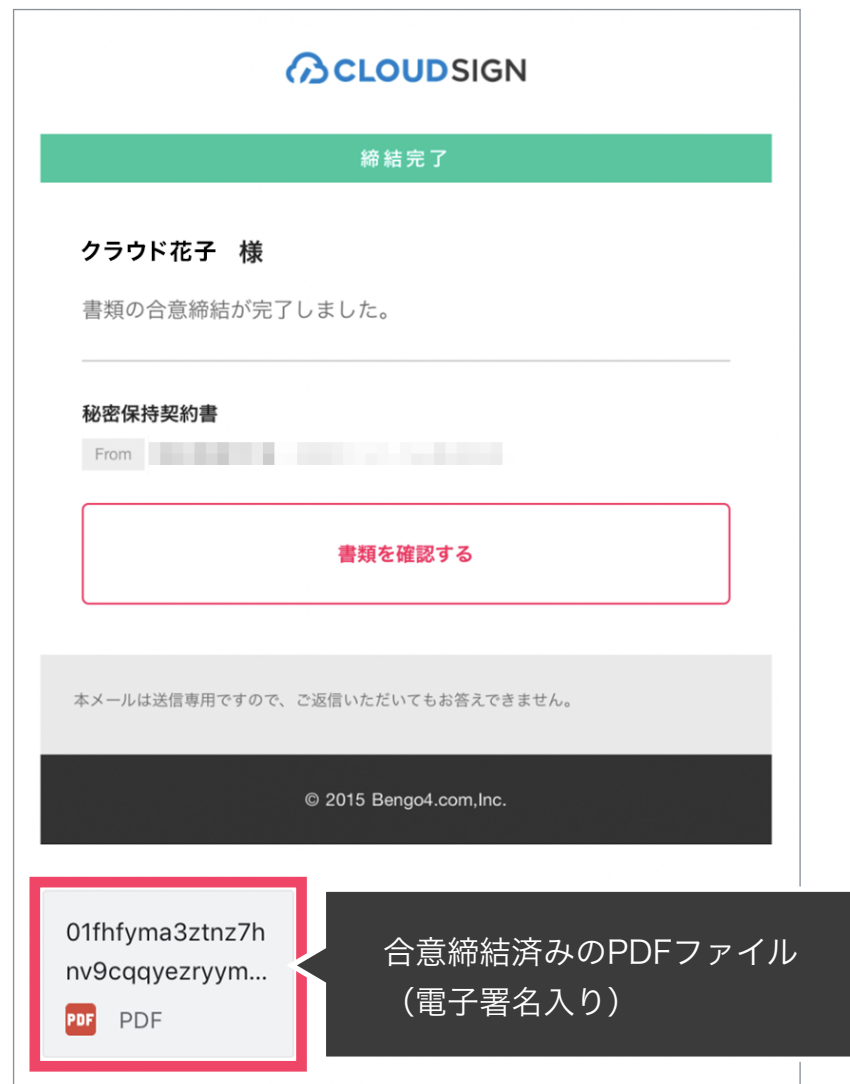 CLOUDSIGN
締結完了
クラウド花子 様
書類の合意締結が完了しました。
秘密保持契約書
From
書類を確認する
本メールは送信専用ですので、ご返信いただいてもお答えできません。
© 2015 Bengo4.com,Inc.
01fhfyma3ztnz7h
nv9cqqyezryym...
PDF PDF
合意締結済みのPDFファイル
（電子署名入り）